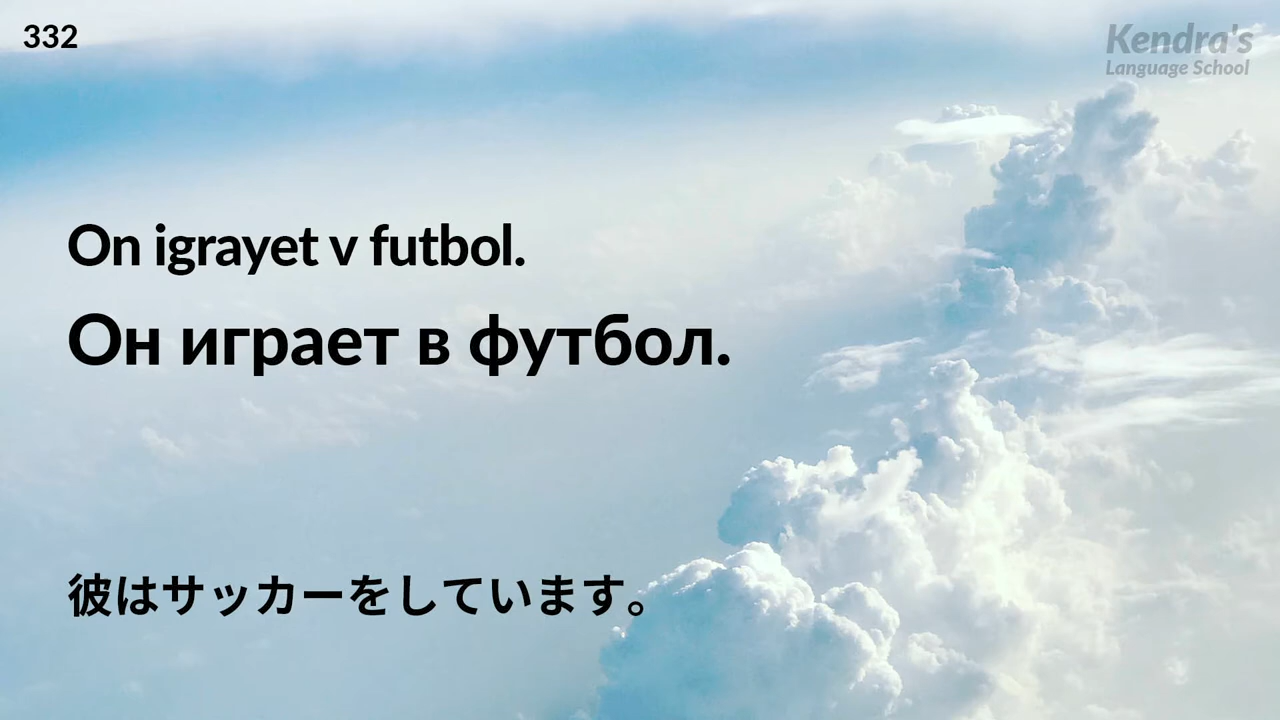 332
Kendra's
Language School
On igrayet v futbol.
Он играет в футбол.
彼はサッカーをしています。